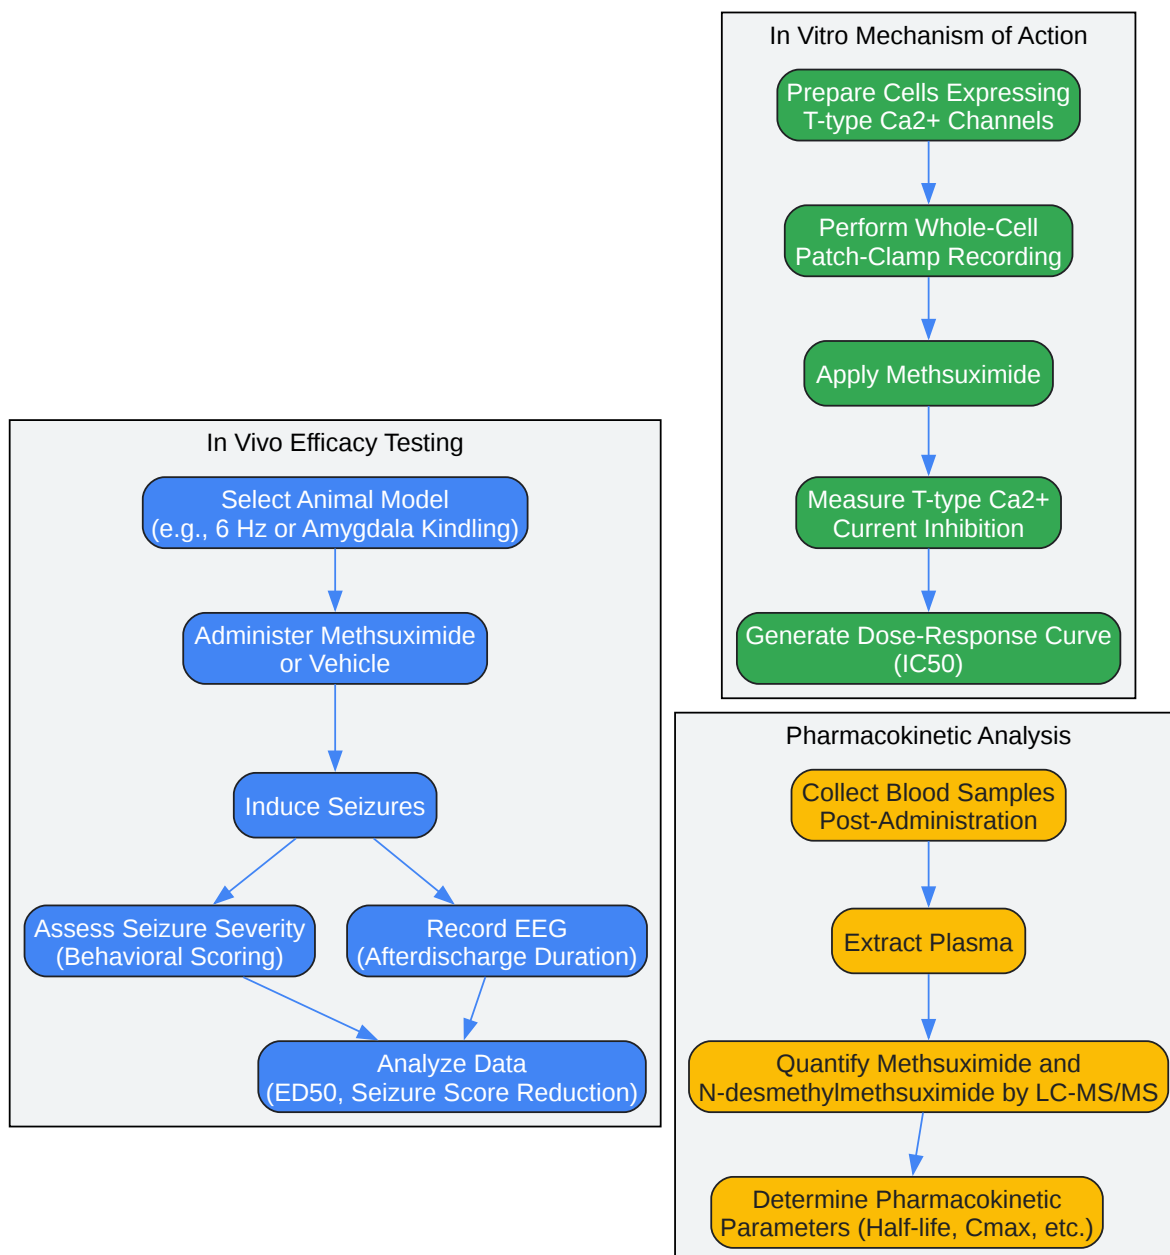 In Vitro Mechanism of Action
Prepare Cells Expressing
T-type Ca2+ Channels
Perform Whole-Cell
Patch-Clamp Recording
Apply Methsuximide
Measure T-type Ca2+
Current Inhibition
Generate Dose-Response Curve
(IC50)
In Vivo Efficacy Testing
Select Animal Model
(e.g., 6 Hz or Amygdala Kindling)
Administer Methsuximide
or Vehicle
Induce Seizures
Assess Seizure Severity
(Behavioral Scoring)
Record EEG
(Afterdischarge Duration)
Analyze Data
(ED50, Seizure Score Reduction)
Pharmacokinetic Analysis
Collect Blood Samples
Post-Administration
Extract Plasma
Quantify Methsuximide and
N-desmethylmethsuximide by LC-MS/MS
Determine Pharmacokinetic
Parameters (Half-life, Cmax, etc.)